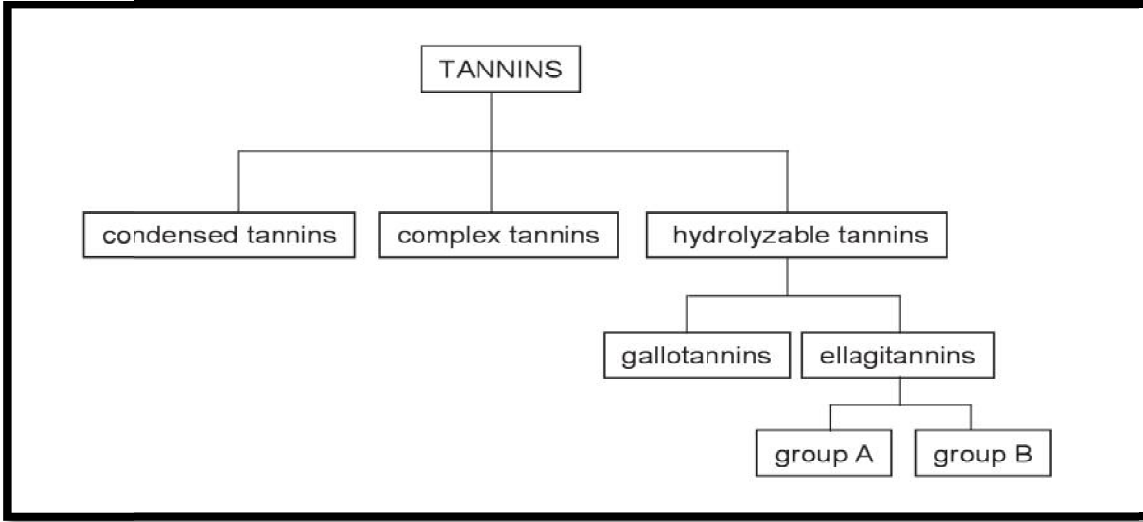 TANNINS
condensed tannins
complex tannins
hydrolyzable tannins
gallotannins
ellagitannins
group A
group B